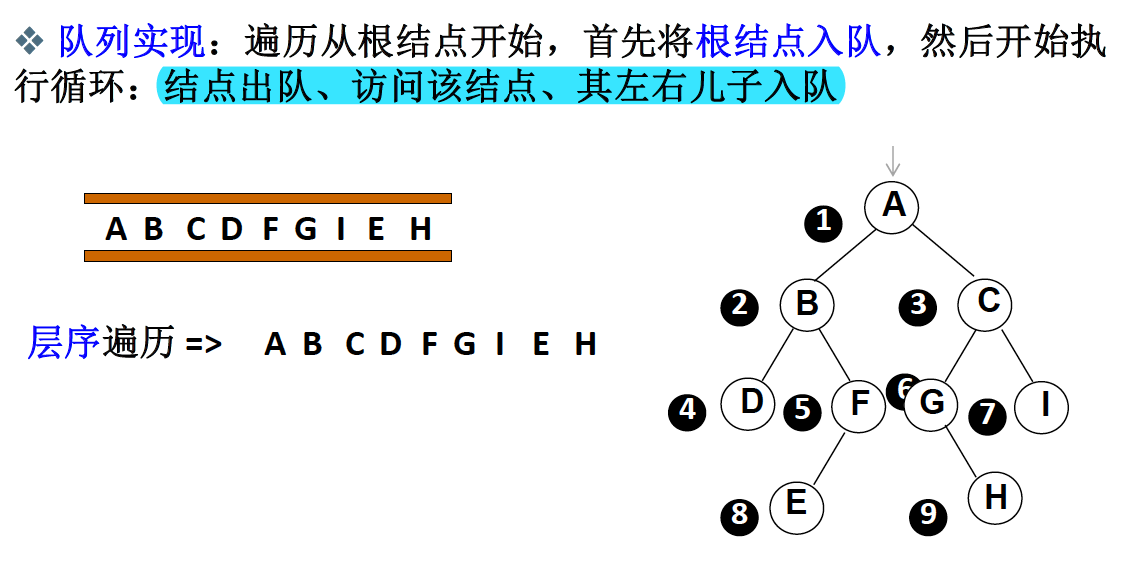 ❖ 队列实现：遍历从根结点开始，首先将根结点入队，然后开始执
行循环：结点出队、访问该结点、其左右儿子入队
A B C D F G I E H
层序遍历 => A B C D F G I E H
A
1
B
2
C
3
D
4
F
5
G
6
I
7
E
8
H
9